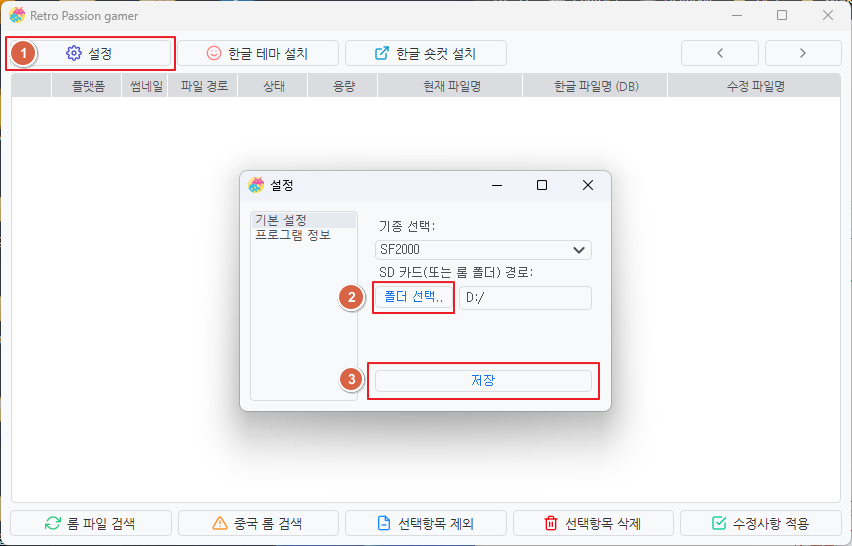 Retro Passion gamer
1 설정 한글 테마 설치 한글 숏컷 설치
플랫폼 썸네일 파일 경로 상태 용량 현재 파일명 한글 파일명 (DB) 수정 파일명
설정
기본 설정
프로그램 정보
기종 선택:
SF2000
SD 카드(또는 롬 폴더) 경로:
2 폴더 선택.. D:/
3 저장
롬 파일 검색 중국 롬 검색 선택항목 제외 선택항목 삭제 수정사항 적용